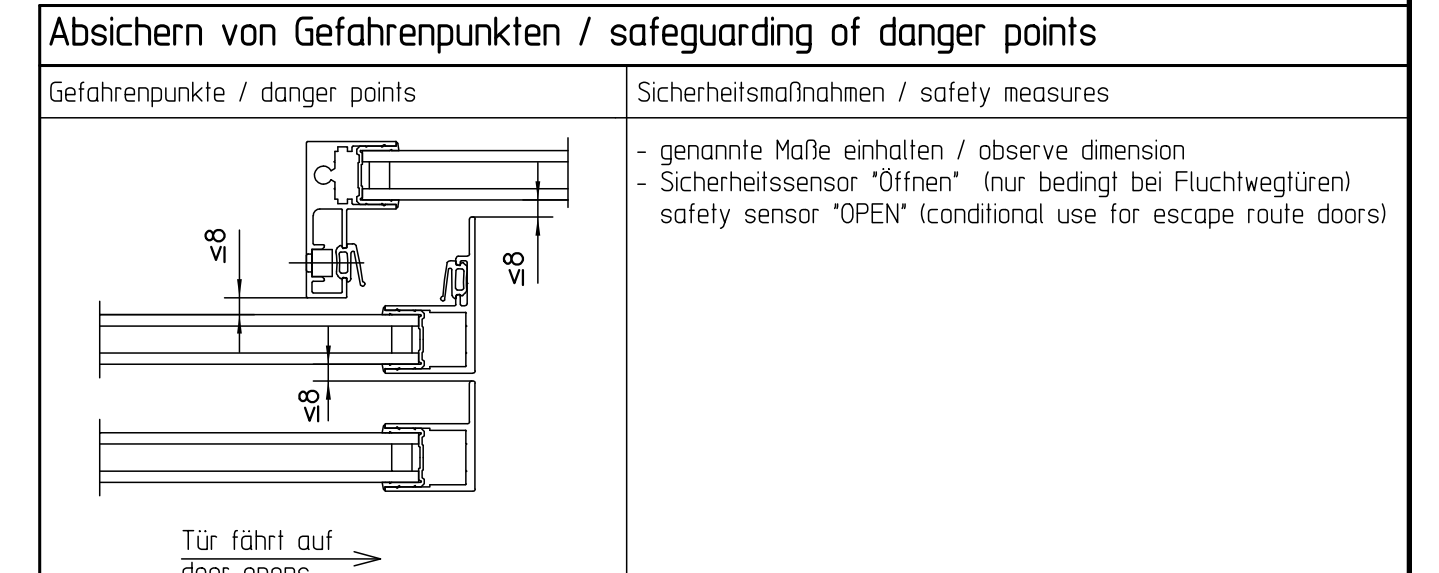 Absichern von Gefahrenpunkten / safeguarding of danger points
Gefahrenpunkte / danger points
Sicherheitsmaßnahmen / safety measures
- genannte Maße einhalten / observe dimension
- Sicherheitssensor "Öffnen" (nur bedingt bei Fluchtwegtüren)
safety sensor "OPEN" (conditional use for escape route doors)
≤8
≤8
≤8
Tür fährt auf
door opens